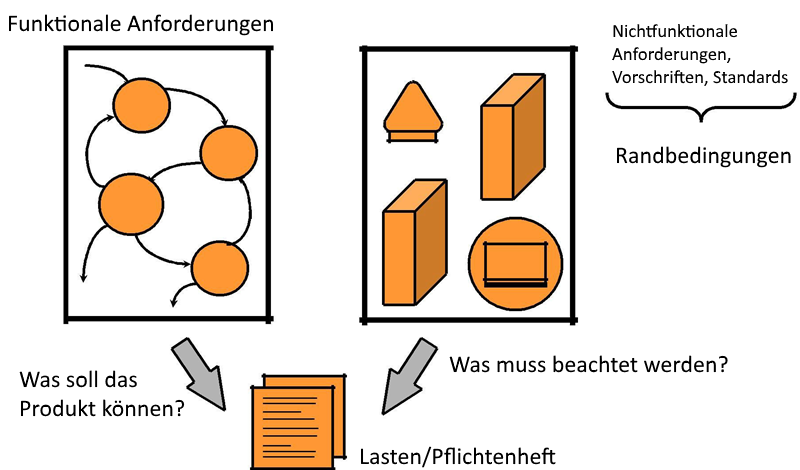 Funktionale Anforderungen
Nichtfunktionale
Anforderungen,
Vorschriften, Standards
Randbedingungen
Was soll das
Produkt können?
Was muss beachtet werden?
Lasten/Pflichtenheft